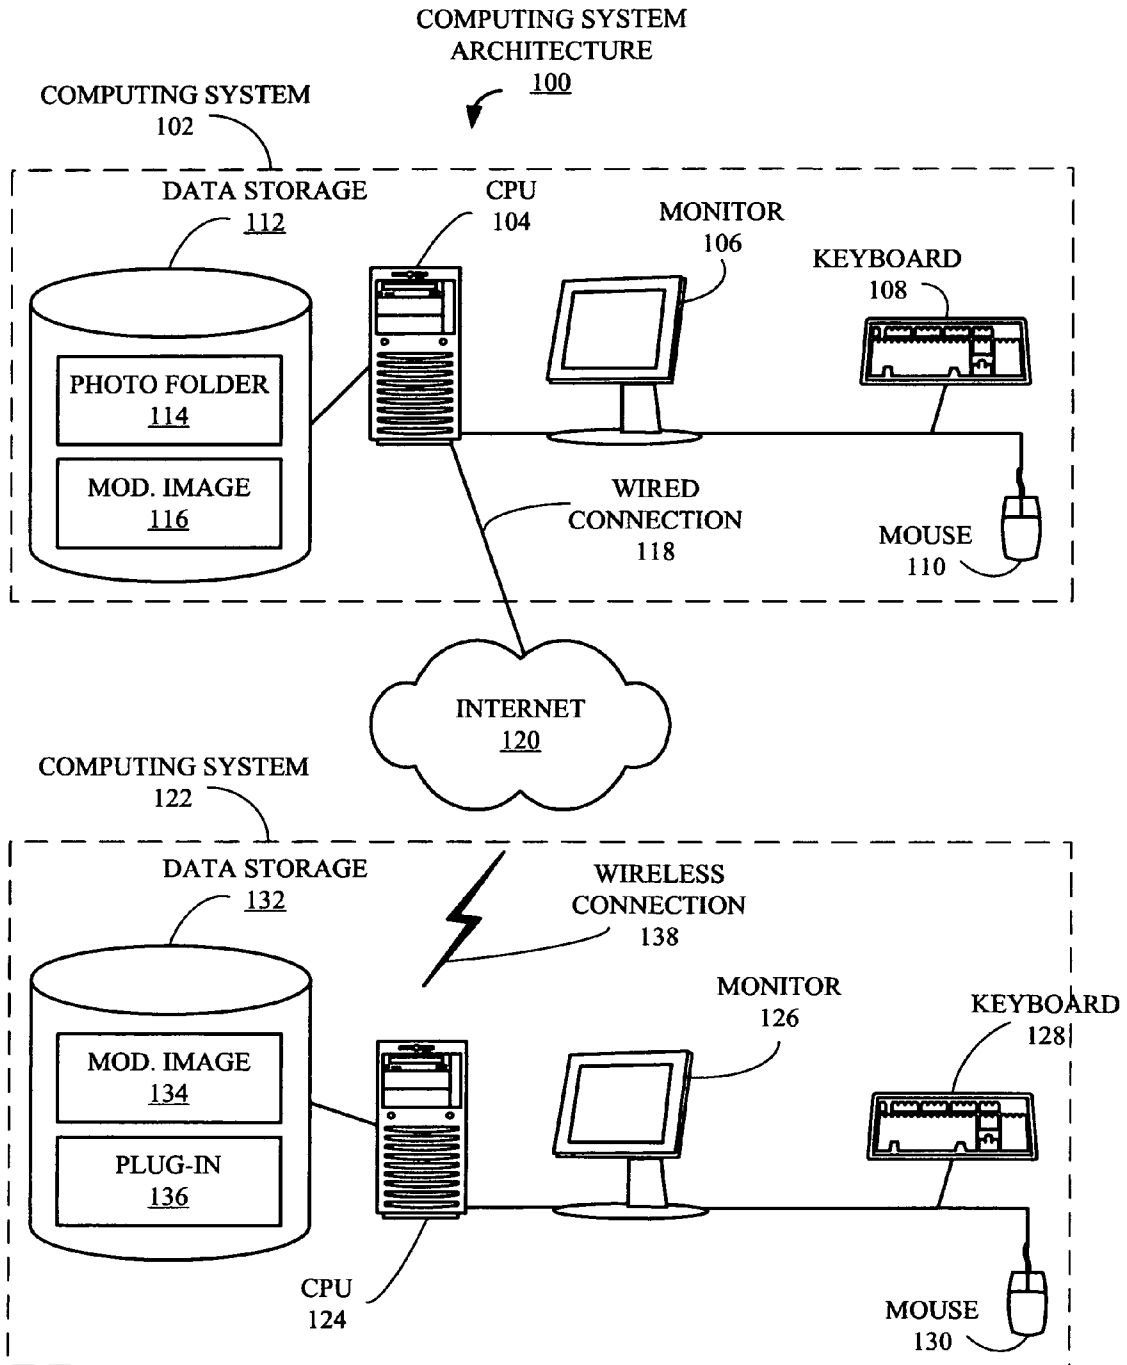 COMPUTING SYSTEM
ARCHITECTURE
100
COMPUTING SYSTEM
102
DATA STORAGE
112
CPU
104
MONITOR
106
KEYBOARD
108
PHOTO FOLDER
114
MOD. IMAGE
116
WIRED
CONNECTION
118
MOUSE
110
INTERNET
120
COMPUTING SYSTEM
122
DATA STORAGE
132
WIRELESS
CONNECTION
138
MONITOR
126
KEYBOARD
128
MOD. IMAGE
134
PLUG-IN
136
CPU
124
MOUSE
130